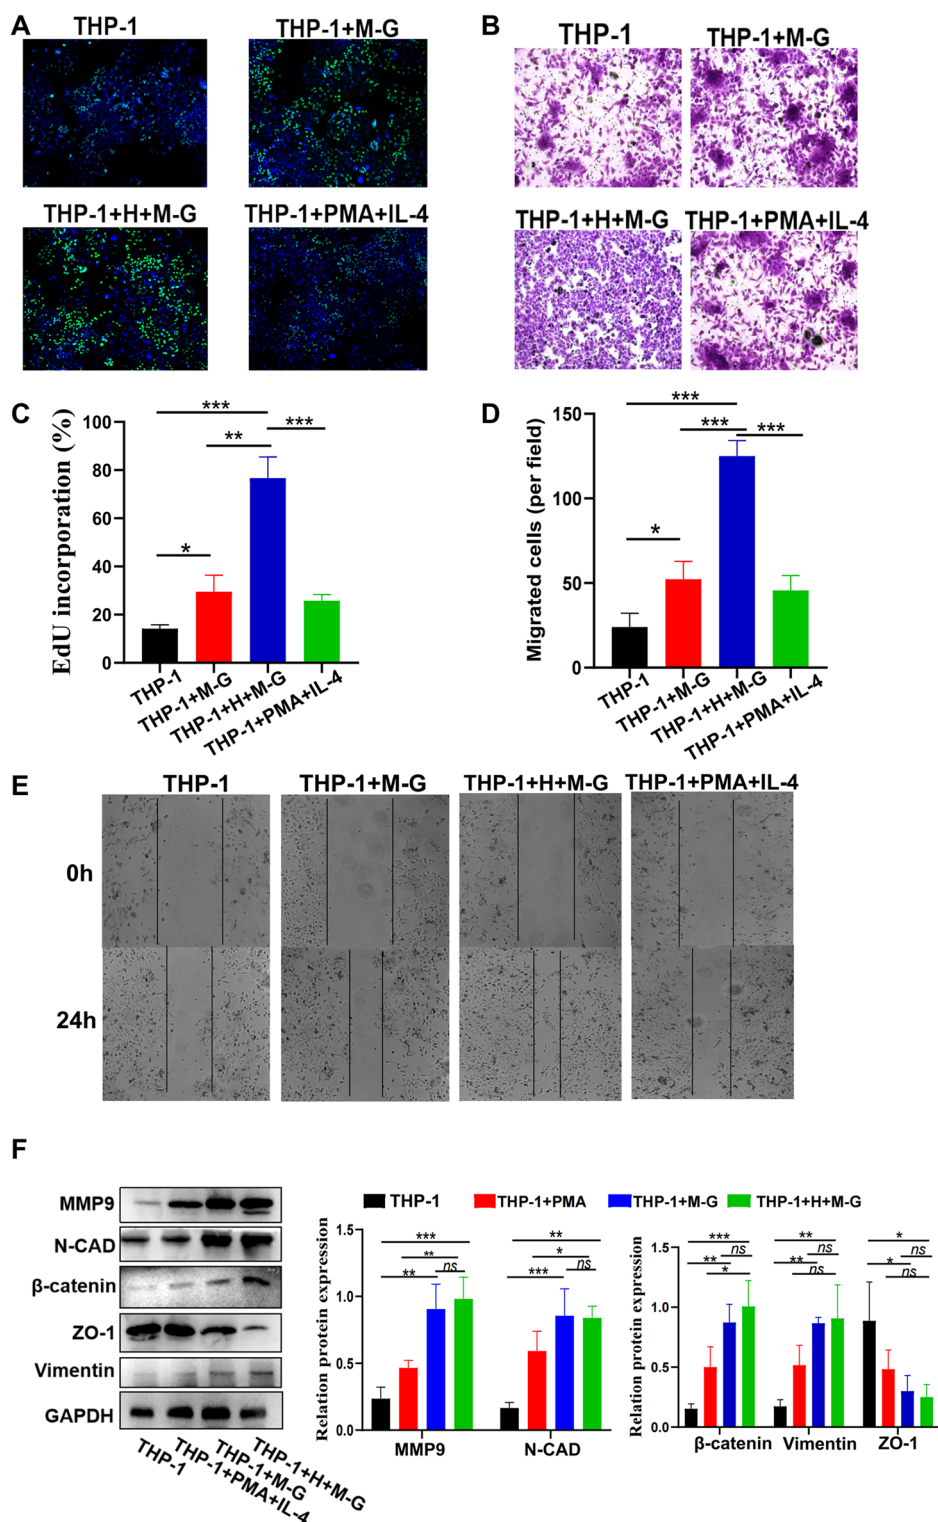 A
THP-1
THP-1+M-G
THP-1+H+M-G
THP-1+PMA+IL-4
B
THP-1
THP-1+M-G
THP-1+H+M-G
THP-1+PMA+IL-4
C
EdU incorporation (%)
100
80
60
40
20
0
***
**
***
*
THP-1
THP-1+M-G
THP-1+H+M-G
THP-1+PMA+IL-4
D
Migrated cells (per field)
150
100
50
0
***
***
***
*
THP-1
THP-1+M-G
THP-1+H+M-G
THP-1+PMA+IL-4
E
THP-1
THP-1+M-G
THP-1+H+M-G
THP-1+PMA+IL-4
0h
24h
F
MMP9
N-CAD
β-catenin
ZO-1
Vimentin
GAPDH
THP-1
THP-1+PMA+IL-4
THP-1+M-G
THP-1+H+M-G
THP-1
THP-1+PMA
THP-1+M-G
THP-1+H+M-G
Relation protein expression
1.5
1.0
0.5
0.0
***
**
** ns
**
*
*** ns
MMP9
N-CAD
Relation protein expression
1.5
1.0
0.5
0.0
***
ns
**
*
**
ns
**
ns
*
ns
*
ns
β-catenin
Vimentin
ZO-1